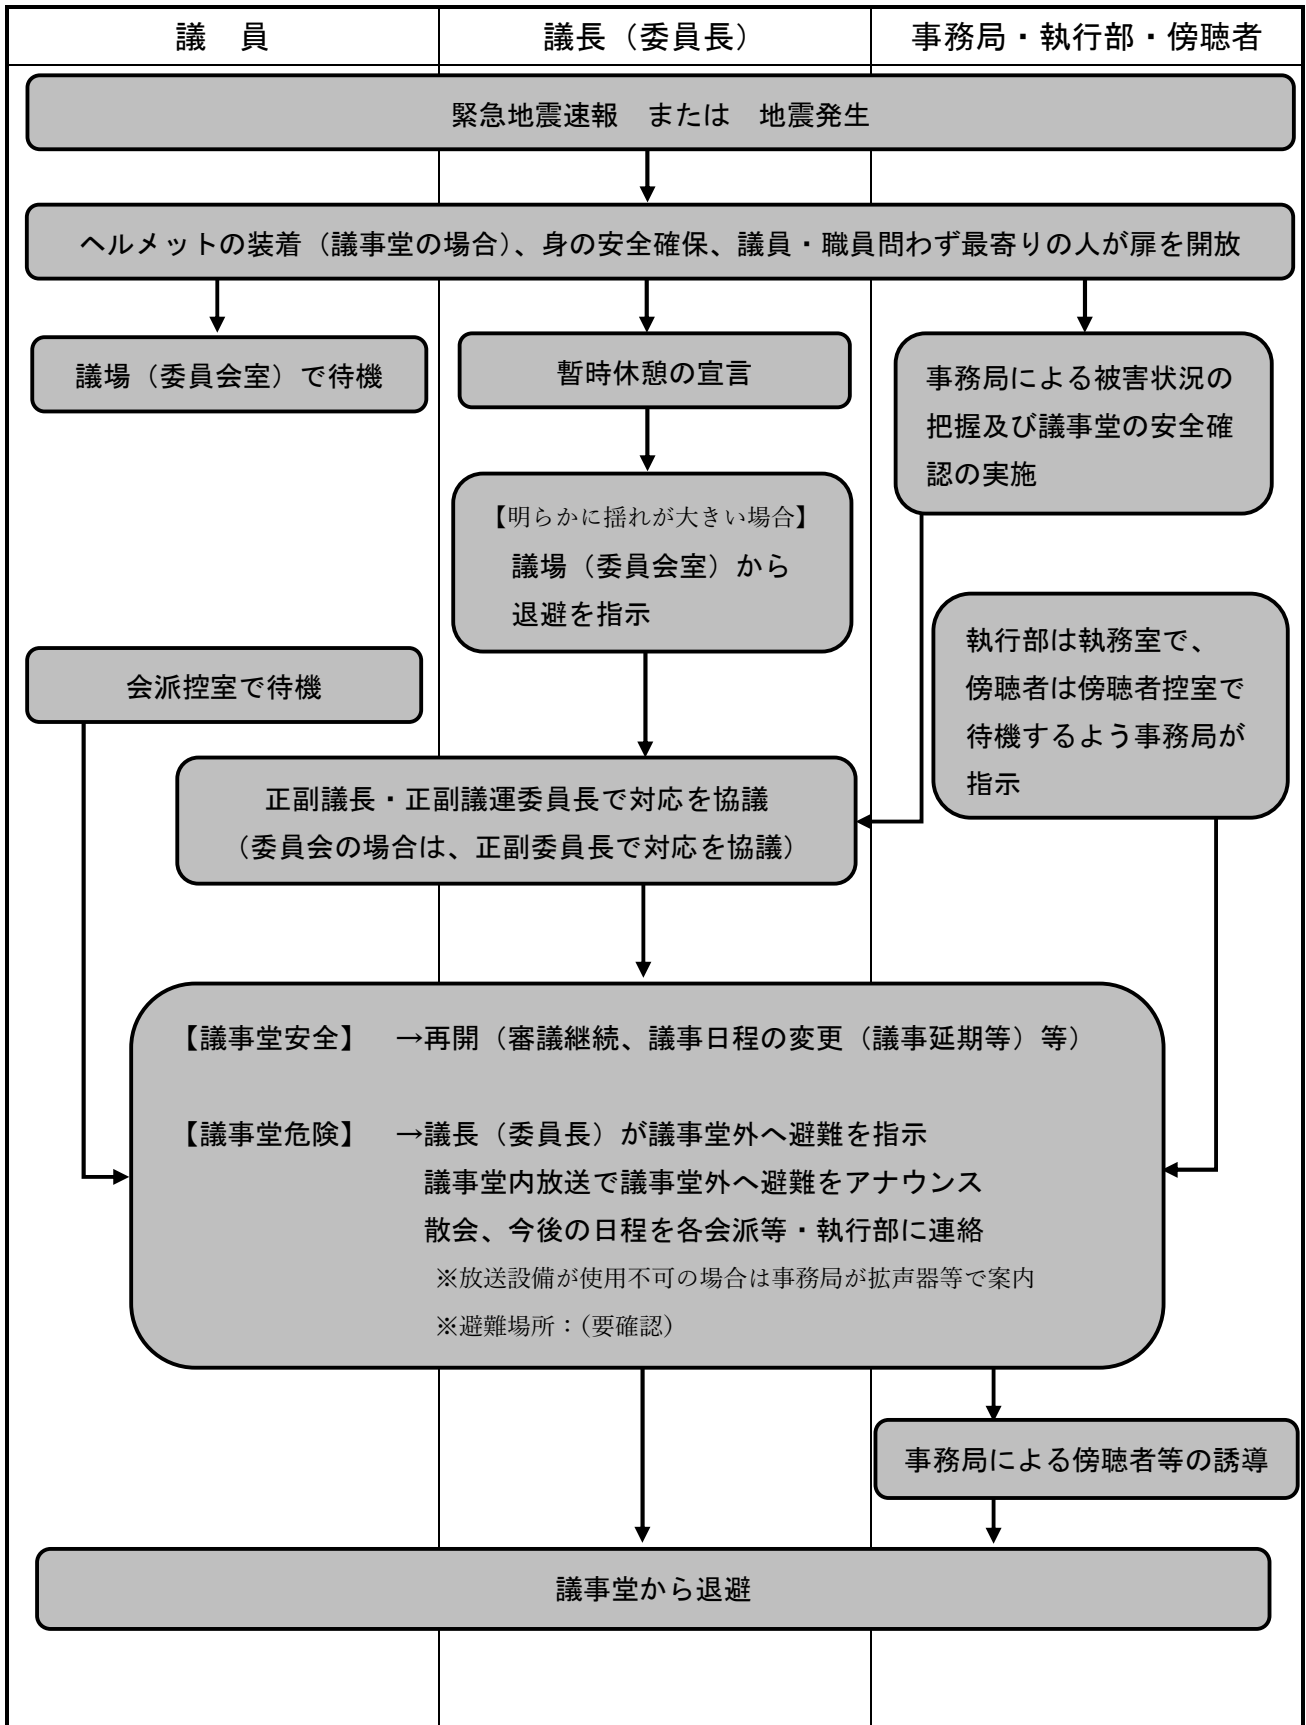 議　員
議長（委員長）
事務局・執行部・傍聴者
緊急地震速報　または　地震発生
ヘルメットの装着（議事堂の場合）、身の安全確保、議員・職員問わず最寄りの人が扉を開放
議場（委員会室）で待機
暫時休憩の宣言
事務局による被害状況の
把握及び議事堂の安全確
認の実施
【明らかに揺れが大きい場合】
議場（委員会室）から
退避を指示
執行部は執務室で、
傍聴者は傍聴者控室で
待機するよう事務局が
指示
会派控室で待機
正副議長・正副議運委員長で対応を協議
（委員会の場合は、正副委員長で対応を協議）
【議事堂安全】　→再開（審議継続、議事日程の変更（議事延期等）等）
【議事堂危険】　→議長（委員長）が議事堂外へ避難を指示
議事堂内放送で議事堂外へ避難をアナウンス
散会、今後の日程を各会派等・執行部に連絡
※放送設備が使用不可の場合は事務局が拡声器等で案内
※避難場所：（要確認）
事務局による傍聴者等の誘導
議事堂から退避